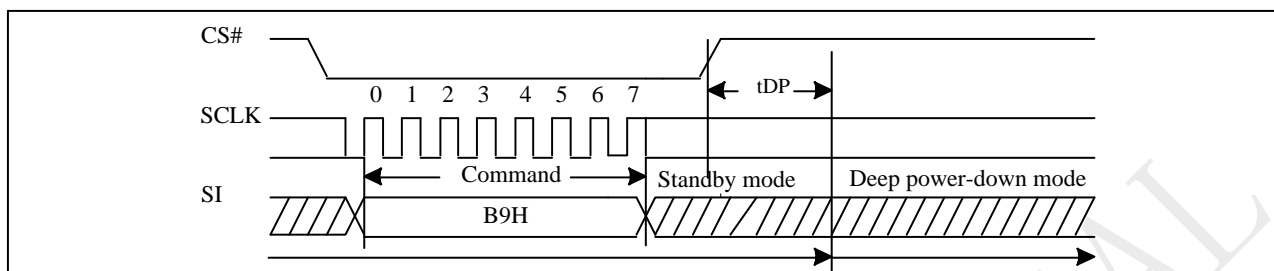 CS#
tDP
0 1 2 3 4 5 6 7
SCLK
Command
Standby mode
Deep power-down mode
SI
B9H